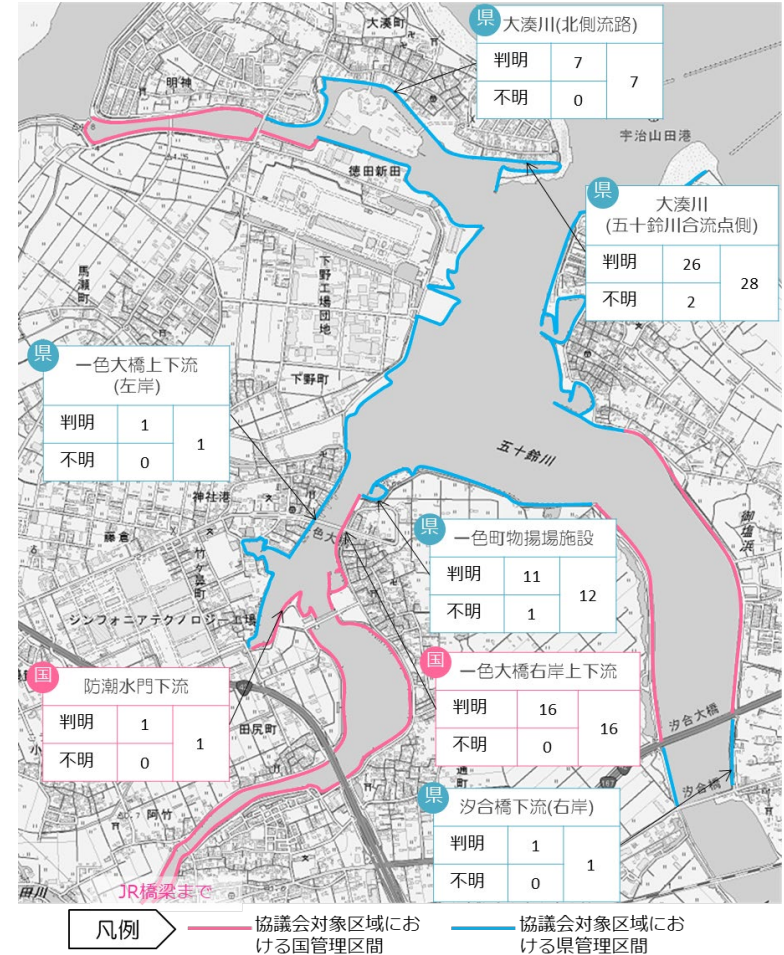 大湊町
県
大湊川(北側流路)
判明 7
不明 0
7
明神
宇治山田港
徳田新田
県
大湊川
(五十鈴川合流点側)
判明 26
不明 2
28
馬瀬町
下野工場団地
県
一色大橋上下流
(左岸)
判明 1
不明 0
1
下野町
五十鈴川
神社港
藤倉
竹ヶ鼻町
御塩浜
県
一色町物揚場施設
判明 11
不明 1
12
シンフォニアテクノロジー工場
国
防潮水門下流
判明 1
不明 0
1
国
一色大橋右岸上下流
判明 16
不明 0
16
田尻町
汐合大橋
通町
県
汐合橋下流(右岸)
判明 1
不明 0
1
汐合橋
阿竹
JR橋梁まで
凡例
協議会対象区域にお
ける国管理区間
協議会対象区域にお
ける県管理区間